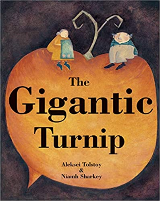 The
Gigantic
Turnip
Aleksei Tolstoy
&
Niamh Sharkey